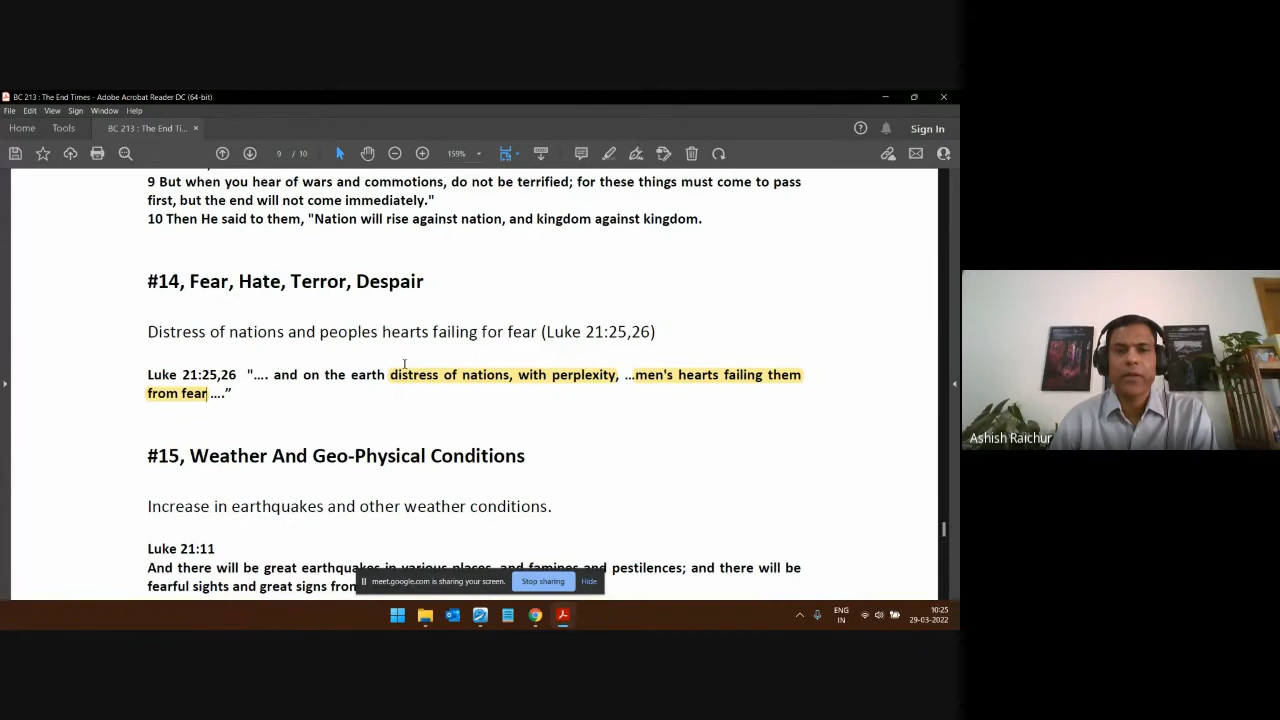 BC 213 : The End Times - Adobe Acrobat Reader DC (64-bit)
File Edit View Sign Window Help
Home Tools BC 213 : The End Ti... × Sign In
9 / 10 159%
9 But when you hear of wars and commotions, do not be terrified; for these things must come to pass
first, but the end will not come immediately."
10 Then He said to them, "Nation will rise against nation, and kingdom against kingdom.
#14, Fear, Hate, Terror, Despair
Distress of nations and peoples hearts failing for fear (Luke 21:25,26)
Luke 21:25,26 "…. and on the earth distress of nations, with perplexity, …men's hearts failing them
from fear ….”
#15, Weather And Geo-Physical Conditions
Increase in earthquakes and other weather conditions.
Luke 21:11
And there will be great earthquakes in various places, and famines and pestilences; and there will be
fearful sights and great signs from
meet.google.com is sharing your screen. Stop sharing Hide
ENG
IN
10:25
29-03-2022
Ashish Raichur